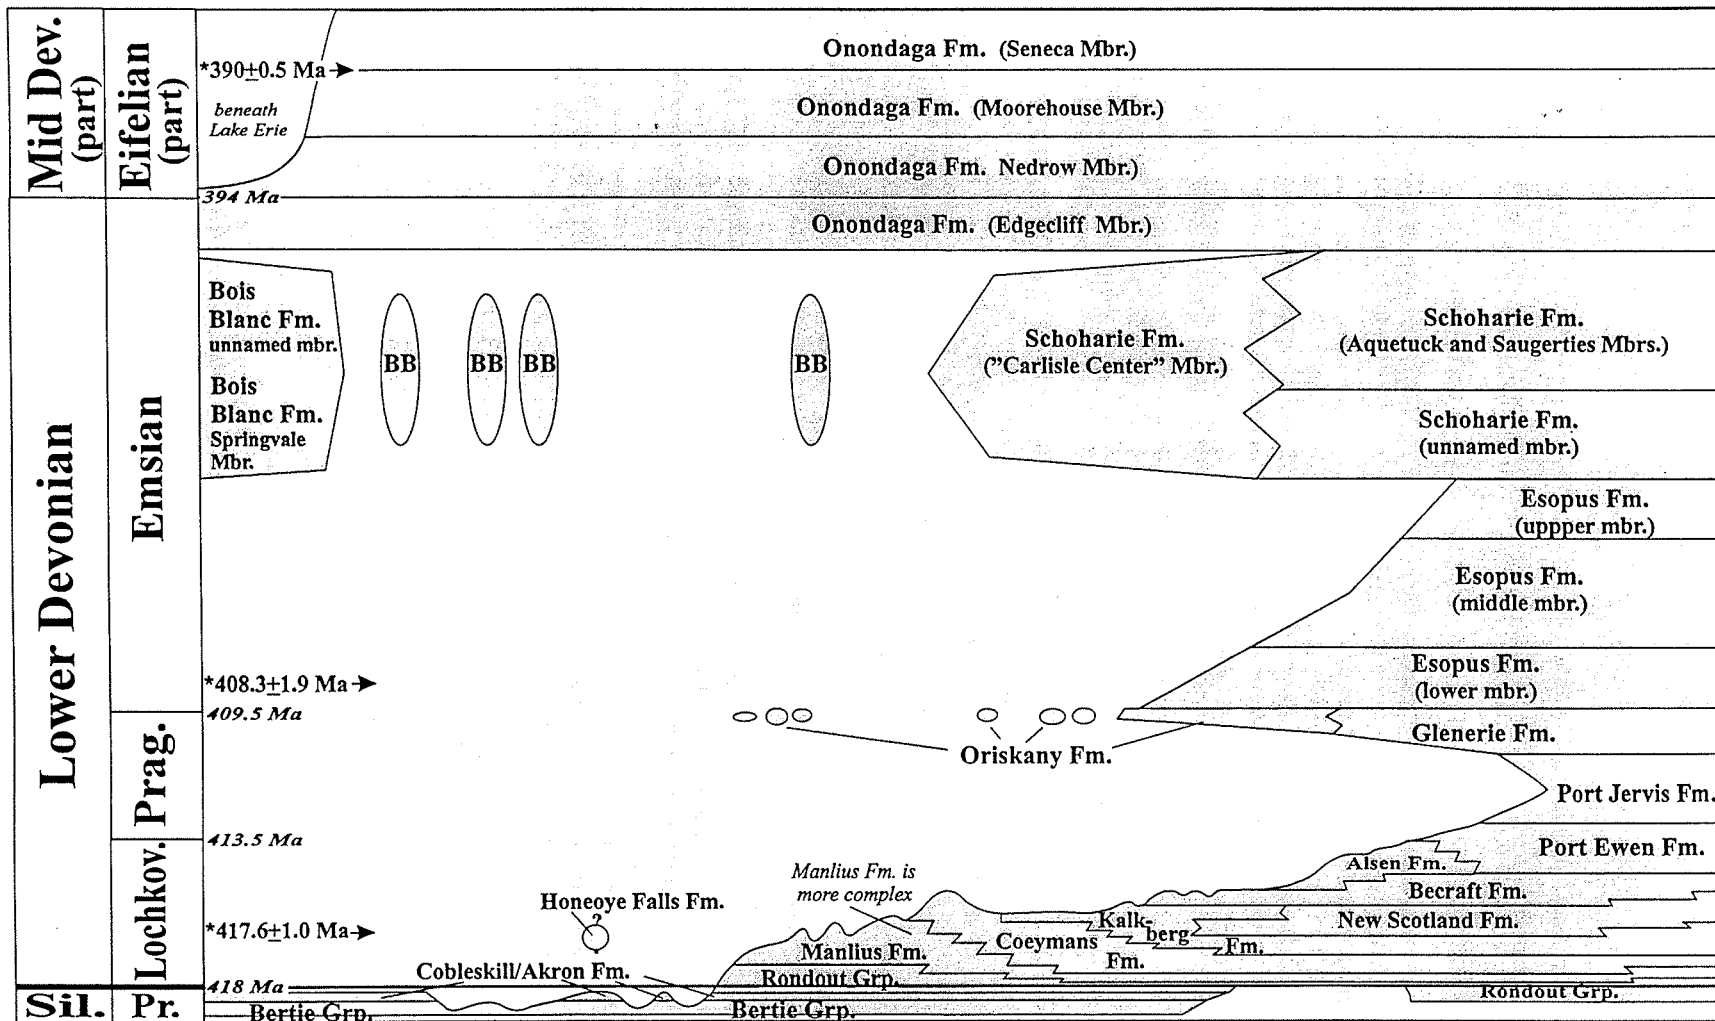 Mid Dev.
(part)
Eifelian
(part)
Lower Devonian
Emsian
Prag.
Lochkov.
Sil.
Pr.
Onondaga Fm. (Seneca Mbr.)
*390±0.5 Ma
beneath
Lake Erie
Onondaga Fm. (Moorehouse Mbr.)
Onondaga Fm. Nedrow Mbr.)
394 Ma
Onondaga Fm. (Edgecliff Mbr.)
Bois
Blanc Fm.
unnamed mbr.
Bois
Blanc Fm.
Springvale
Mbr.
BB
BB
BB
BB
Schoharie Fm.
("Carlisle Center" Mbr.)
Schoharie Fm.
(Aquetuck and Saugerties Mbrs.)
Schoharie Fm.
(unnamed mbr.)
Esopus Fm.
(uppper mbr.)
Esopus Fm.
(middle mbr.)
Esopus Fm.
(lower mbr.)
*408.3±1.9 Ma
409.5 Ma
Oriskany Fm.
Glenerie Fm.
Port Jervis Fm.
413.5 Ma
Port Ewen Fm.
Alsen Fm.
Becraft Fm.
Manlius Fm. is
more complex
Honeoye Falls Fm.
?
*417.6±1.0 Ma
Kalk-
berg
Fm.
New Scotland Fm.
Coeymans
Fm.
Manlius Fm.
Cobleskill/Akron Fm.
Rondout Grp.
418 Ma
Rondout Grp.
Bertie Grp.
Bertie Grp.